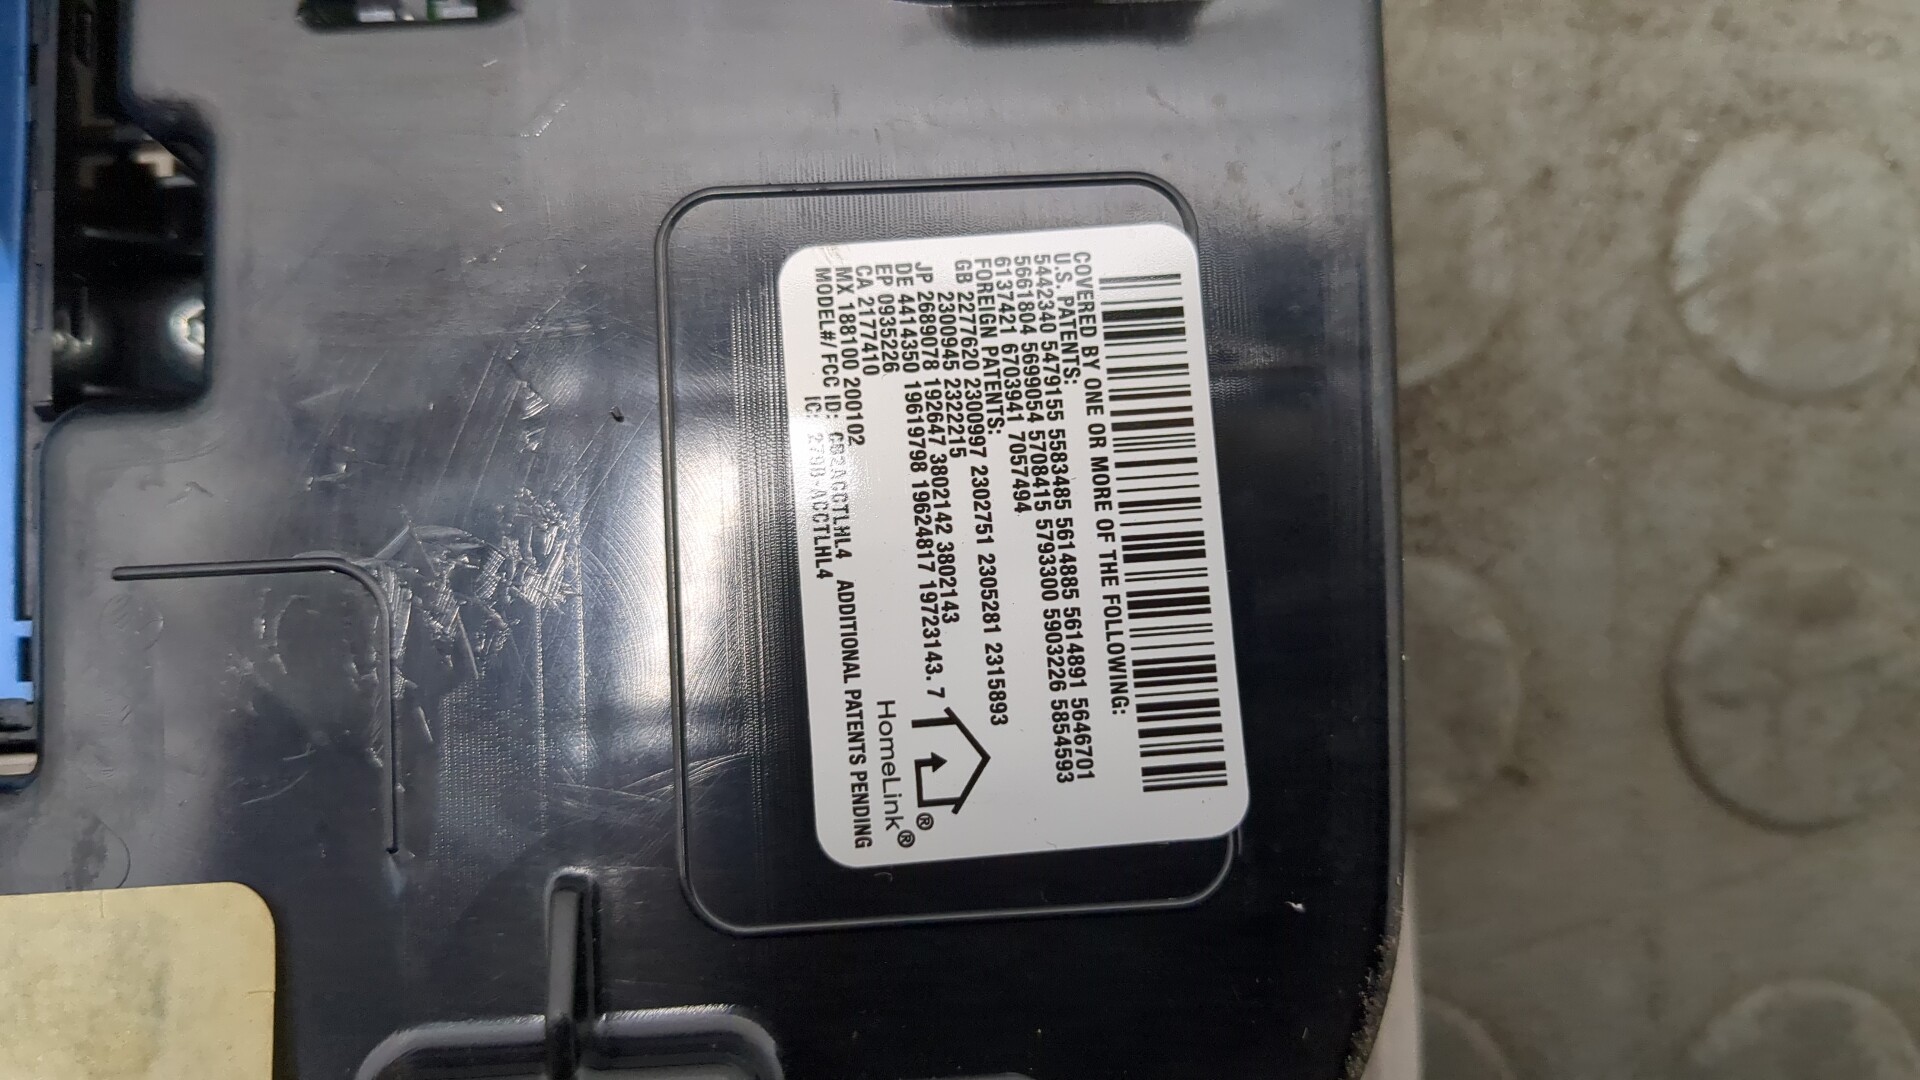 COVERED BY ONE OR MORE OF THE FOLLOWING:
U.S. PATENTS:
5442340 5479155 5583485 5614885 5614891 5646701
5661804 5699054 5708415 5793300 5903226 5854593
6137421 6703941 7057494
FOREIGN PATENTS:
GB 2277620 2300997 2302751 2305281 2315893
2300945 2322215
JP 2689078 192647 3802142 3802143
DE 4414350 19619798 19624817 19723143.7
EP 0935226
CA 2177410
MX 188100 200102
MODEL#/FCC ID: CB2ACCTLHL4 ADDITIONAL PATENTS PENDING
IC: 279B-ACCTLHL4
®
HomeLink®